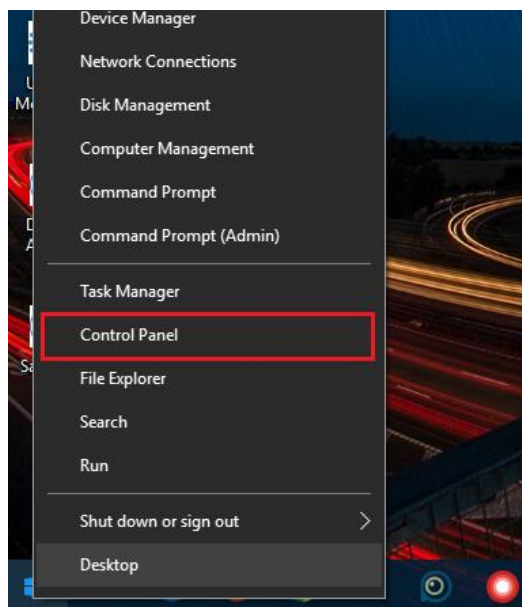 Device Manager
Network Connections
Disk Management
Computer Management
Command Prompt
Command Prompt (Admin)
Task Manager
Control Panel
File Explorer
Search
Run
Shut down or sign out
Desktop